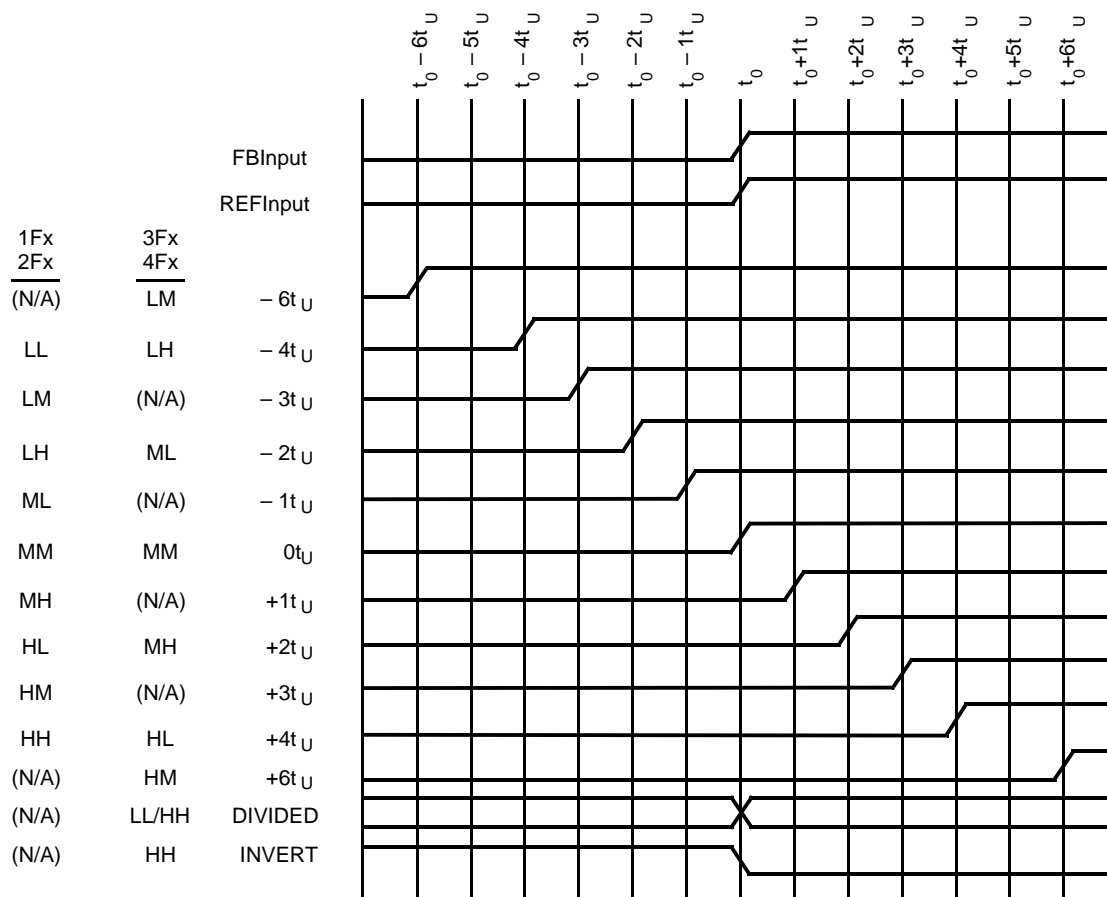 t0 – 6tU t0 – 5tU t0 – 4tU t0 – 3tU t0 – 2tU t0 – 1tU t0 t0+1tU t0+2tU t0+3tU t0+4tU t0+5tU t0+6tU
FBInput
REFInput
1Fx 3Fx
2Fx 4Fx
(N/A) LM – 6tU
LL LH – 4tU
LM (N/A) – 3tU
LH ML – 2tU
ML (N/A) – 1tU
MM MM 0tU
MH (N/A) +1tU
HL MH +2tU
HM (N/A) +3tU
HH HL +4tU
(N/A) HM +6tU
(N/A) LL/HH DIVIDED
(N/A) HH INVERT